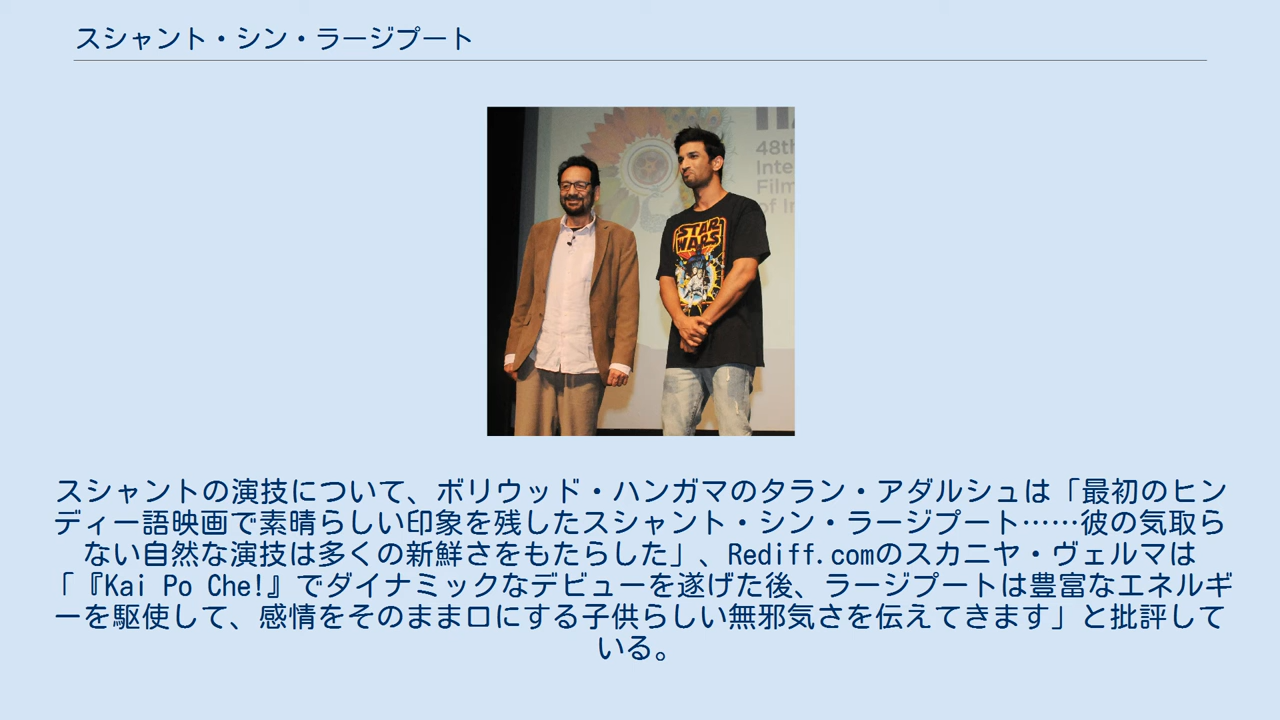 スシャント・シン・ラージプート
48th
Inte
Film
of In
STAR
WARS
スシャントの演技について、ボリウッド・ハンガマのタラン・アダルシュは「最初のヒン
ディー語映画で素晴らしい印象を残したスシャント・シン・ラージプート……彼の気取ら
ない自然な演技は多くの新鮮さをもたらした」、Rediff.comのスカニヤ・ヴェルマは
「『Kai Po Che!』でダイナミックなデビューを遂げた後、ラージプートは豊富なエネルギ
ーを駆使して、感情をそのまま口にする子供らしい無邪気さを伝えてきます」と批評して
いる。